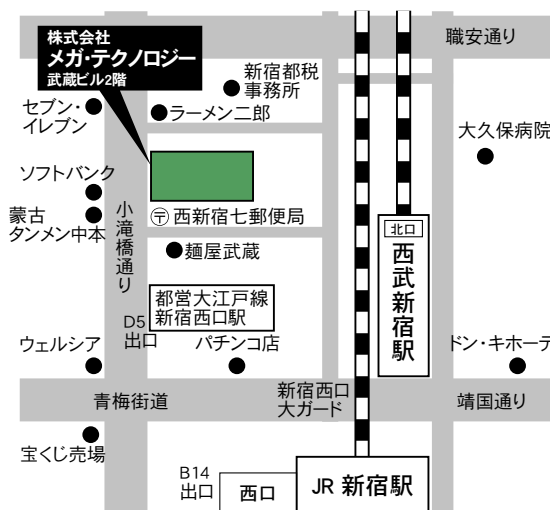 職安通り
株式会社
メガ・テクノロジー
武蔵ビル2階
新宿都税
事務所
セブン・
イレブン
ラーメン二郎
大久保病院
ソフトバンク
蒙古
タンメン中本
小滝橋通り
〒西新宿七郵便局
北口
西武新宿駅
麺屋武蔵
都営大江戸線
新宿西口駅
D5
出口
ウェルシア
パチンコ店
ドン・キホーテ
青梅街道
新宿西口
大ガード
靖国通り
宝くじ売場
B14
出口
西口
JR 新宿駅